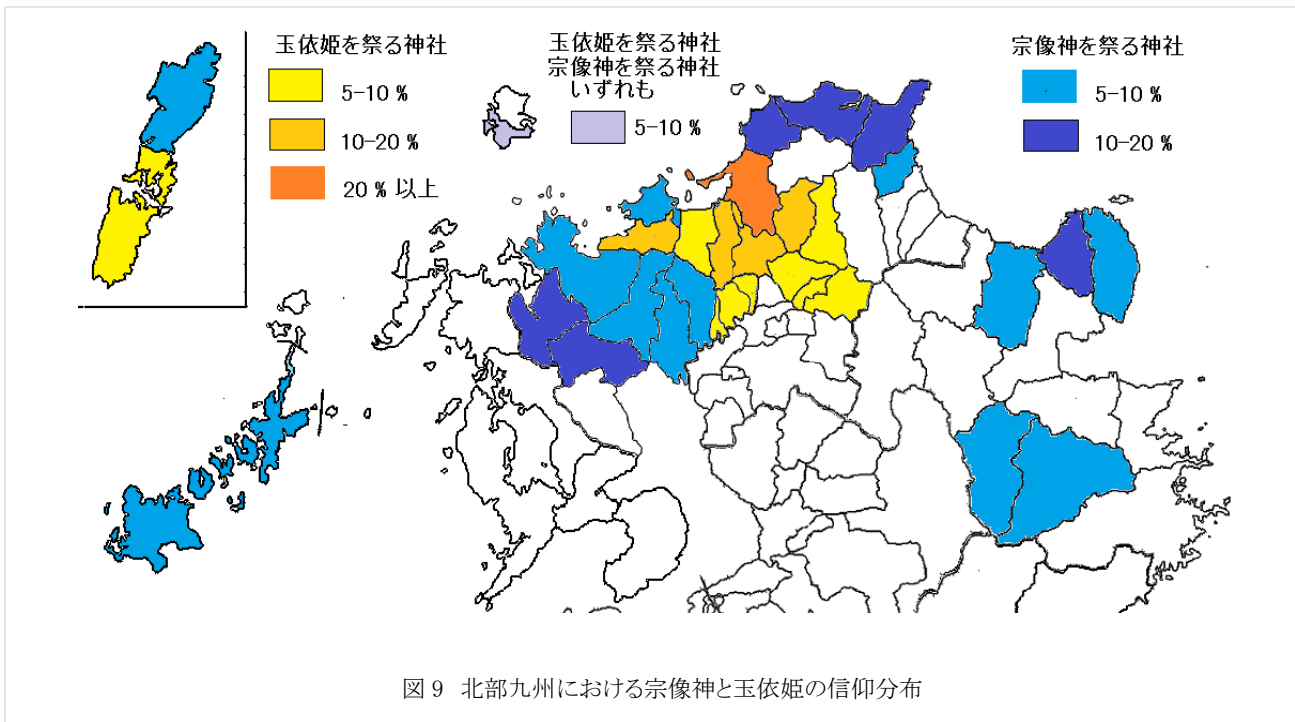 玉依姫を祭る神社
5-10 %
10-20 %
20 % 以上
玉依姫を祭る神社
宗像神を祭る神社
いずれも
5-10 %
宗像神を祭る神社
5-10 %
10-20 %
図 9 北部九州における宗像神と玉依姫の信仰分布